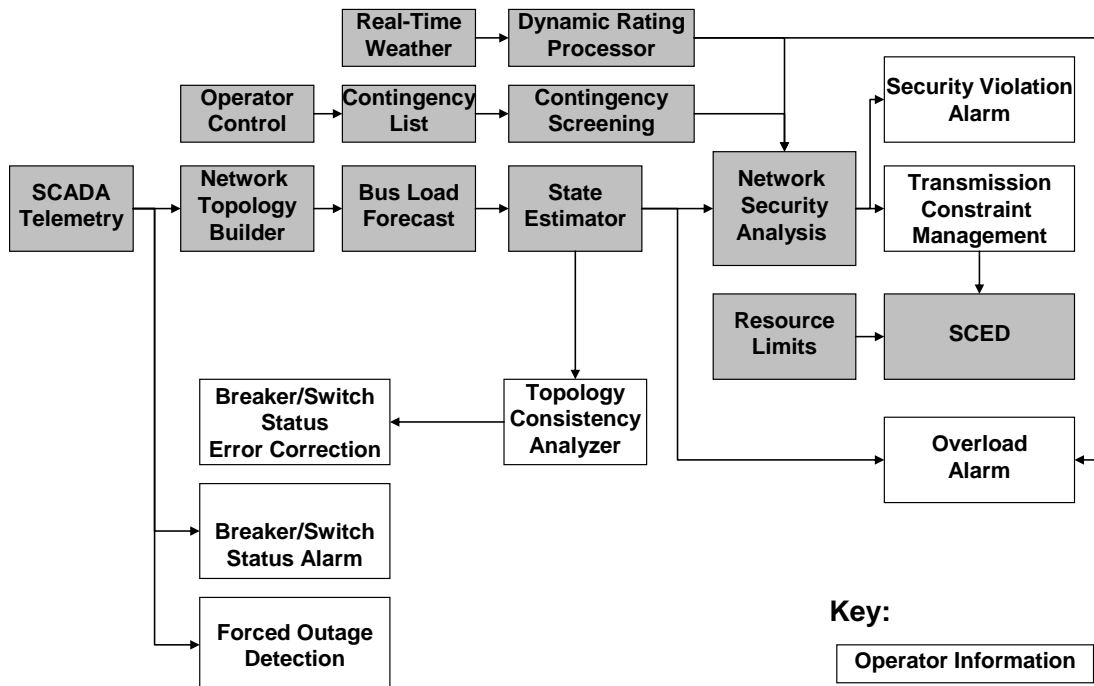 Real-Time
Weather
Dynamic Rating
Processor
Operator
Control
Contingency
List
Contingency
Screening
Security Violation
Alarm
SCADA
Telemetry
Network
Topology
Builder
Bus Load
Forecast
State
Estimator
Network
Security
Analysis
Transmission
Constraint
Management
Resource
Limits
SCED
Breaker/Switch
Status
Error Correction
Topology
Consistency
Analyzer
Overload
Alarm
Breaker/Switch
Status Alarm
Forced Outage
Detection
Key:
Operator Information